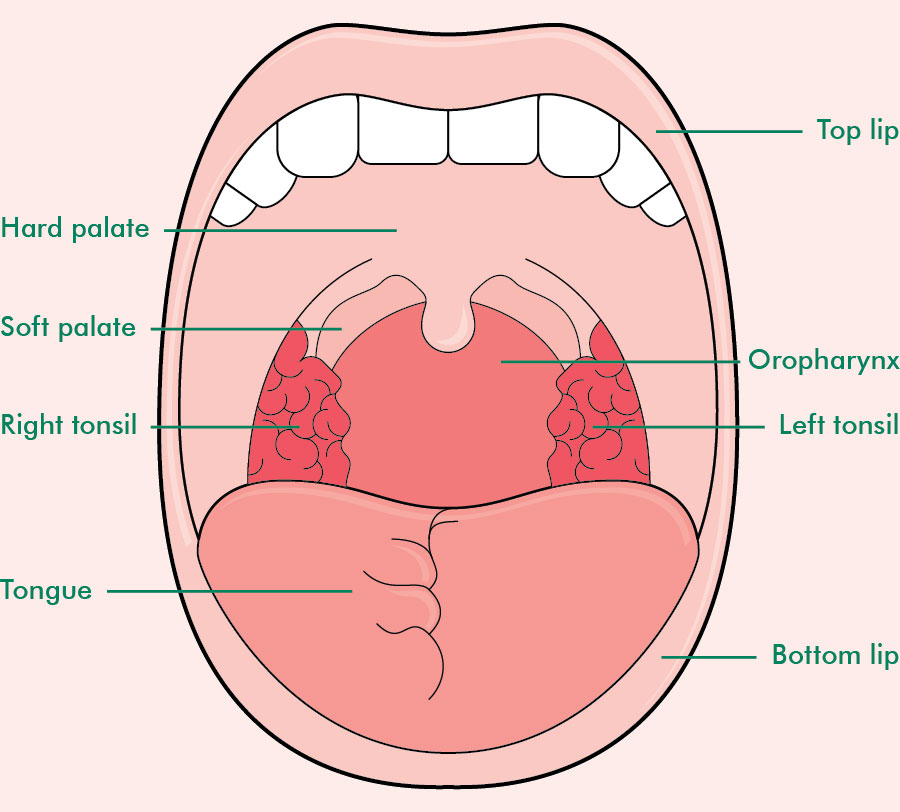 Top lip
Hard palate
Soft palate
Oropharynx
Right tonsil
Left tonsil
Tongue
Bottom lip